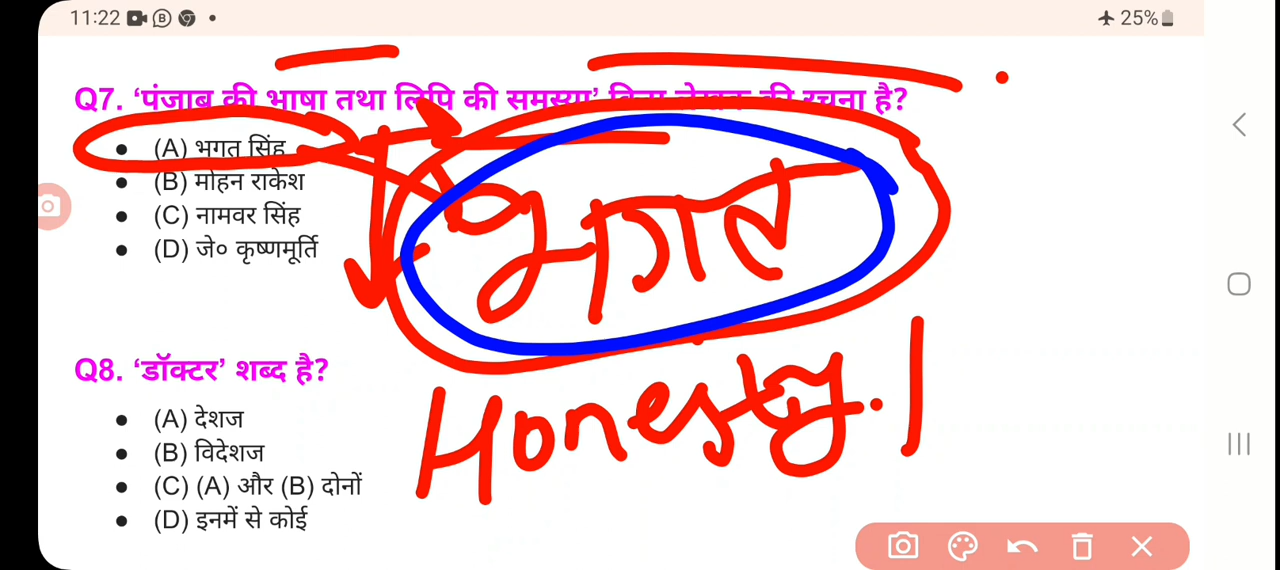 11:22
25%
Q7. ‘पंजाब की भाषा तथा लिपि की समस्या’ किस लेखक की रचना है?
(A) भगत सिंह
(B) मोहन राकेश
(C) नामवर सिंह
(D) जे० कृष्णमूर्ति
भगत
Honesty.
Q8. ‘डॉक्टर’ शब्द है?
(A) देशज
(B) विदेशज
(C) (A) और (B) दोनों
(D) इनमें से कोई